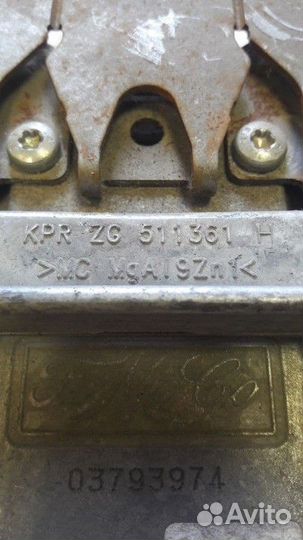 KPR ZG 511361 H
>MC MgAl9Zn1<
03793974
Avito